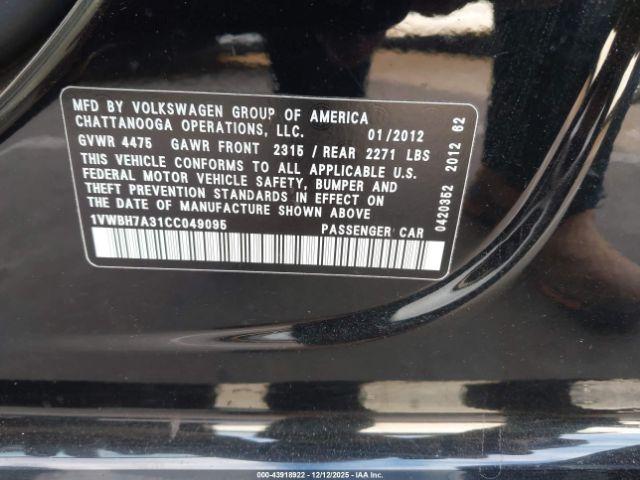 MFD BY VOLKSWAGEN GROUP OF AMERICA
CHATTANOOGA OPERATIONS, LLC. 01/2012
GVWR 4475 GAWR FRONT 2315 / REAR 2271 LBS
THIS VEHICLE CONFORMS TO ALL APPLICABLE U.S.
FEDERAL MOTOR VEHICLE SAFETY, BUMPER AND
THEFT PREVENTION STANDARDS IN EFFECT ON
THE DATE OF MANUFACTURE SHOWN ABOVE
1VWBH7A31CC049095 PASSENGER CAR
0420352 2012 62
000-43918922 - 12/12/2025 - IAAI.CA